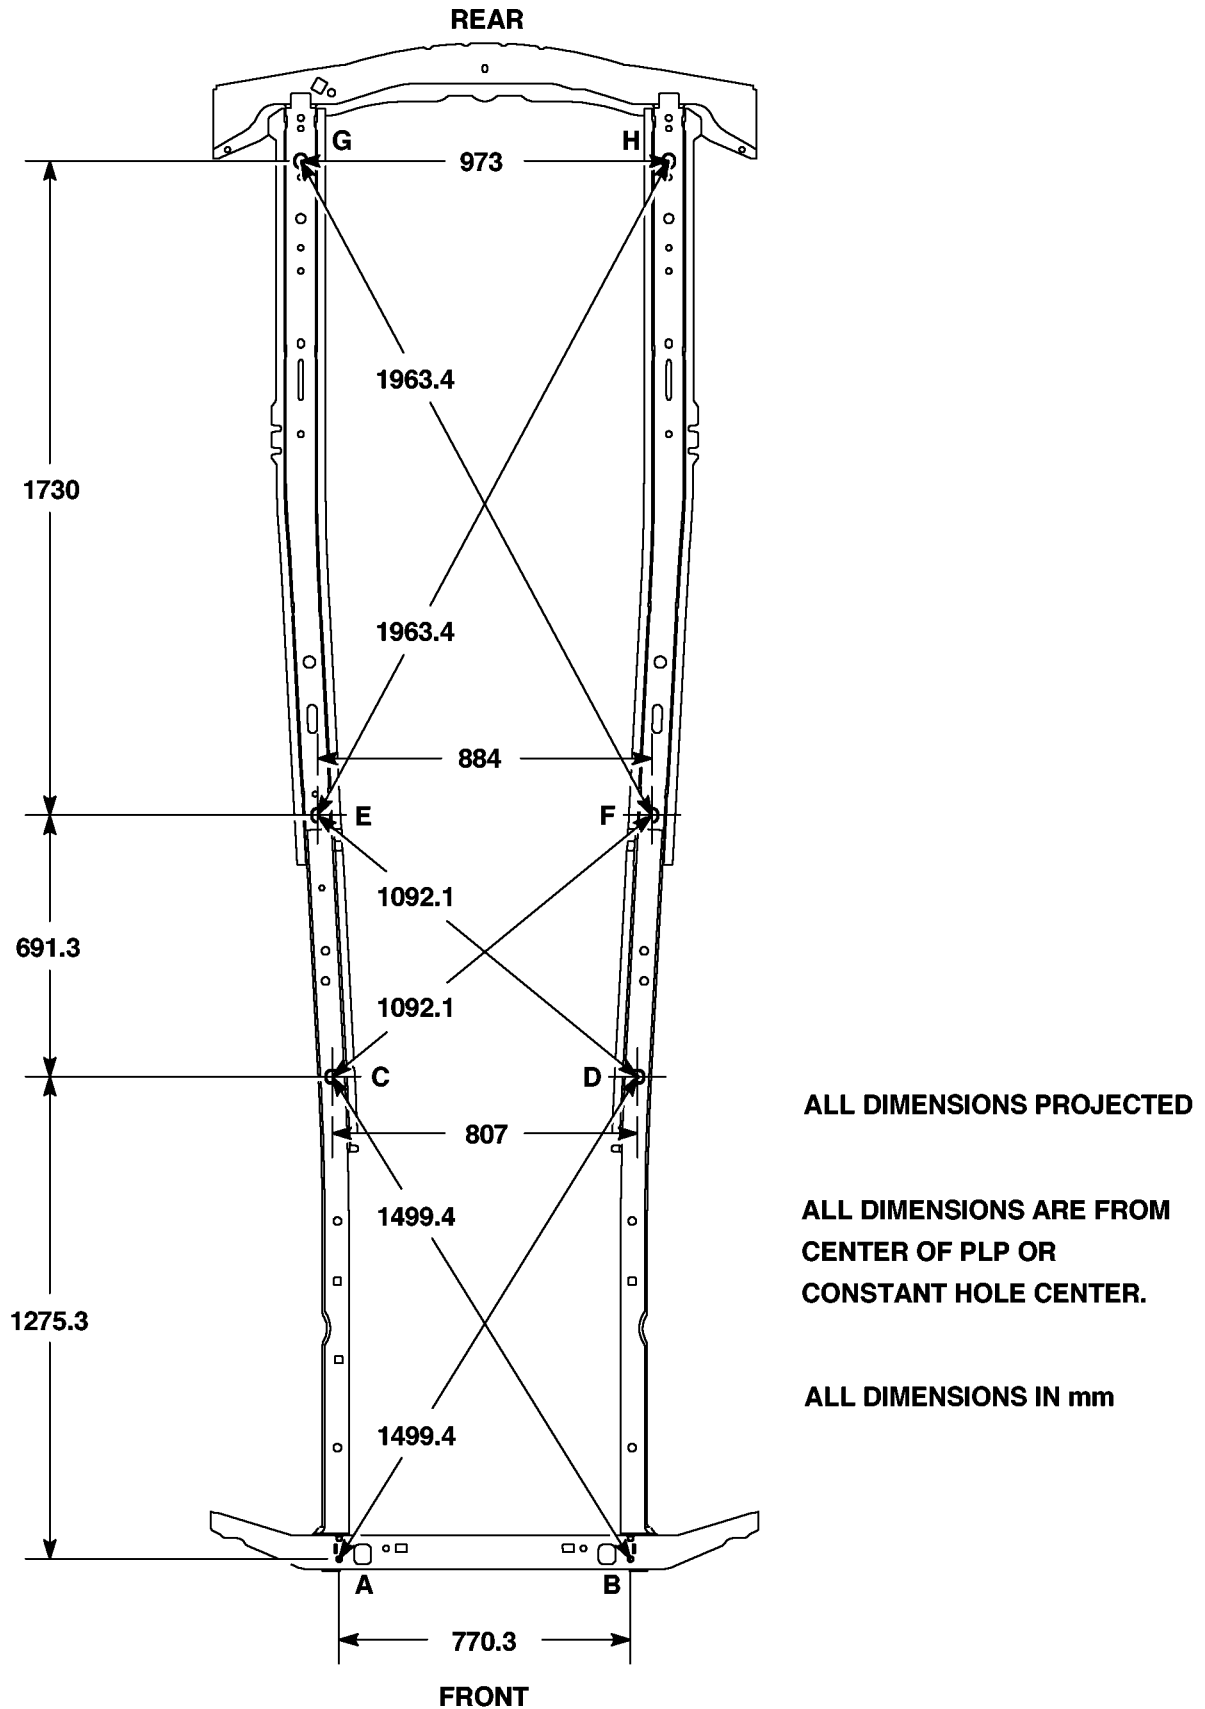 REAR
G
H
973
1963.4
1730
1963.4
884
E
F
1092.1
691.3
1092.1
C
D
ALL DIMENSIONS PROJECTED
807
ALL DIMENSIONS ARE FROM
CENTER OF PLP OR
CONSTANT HOLE CENTER.
1499.4
1275.3
ALL DIMENSIONS IN mm
1499.4
A
B
770.3
FRONT